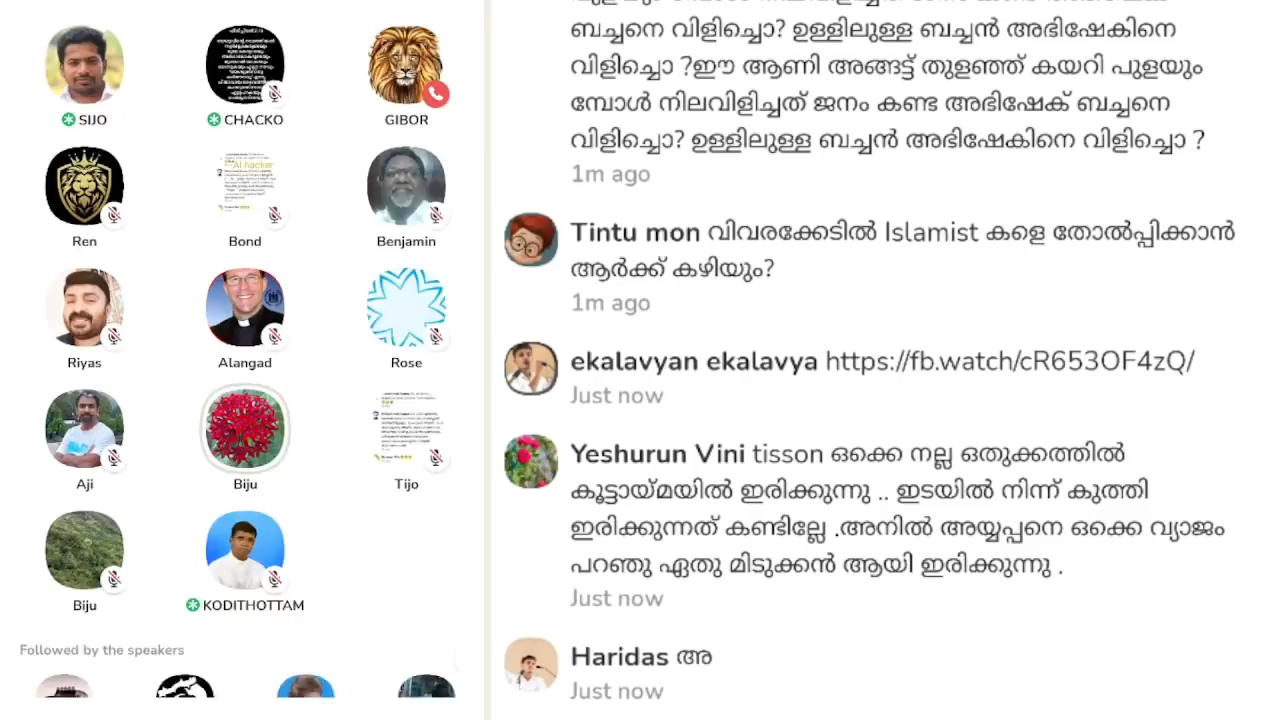 SIJO
CHACKO
GIBOR
Ren
AI hacker
Bond
Benjamin
Riyas
Alangad
Rose
Aji
Biju
Tijo
Biju
KODITHOTTAM
Followed by the speakers
ബച്ചനെ വിളിച്ചൊ? ഉള്ളിലുള്ള ബച്ചൻ അഭിഷേകിനെ
വിളിച്ചൊ ?ഈ ആണി അങ്ങട്ട് തുളഞ്ഞ് കയറി പുളയും
മ്പോൾ നിലവിളിച്ചത് ജനം കണ്ട അഭിഷേക് ബച്ചനെ
വിളിച്ചൊ? ഉള്ളിലുള്ള ബച്ചൻ അഭിഷേകിനെ വിളിച്ചൊ ?
1m ago
Tintu mon വിവരക്കേടിൽ Islamist കളെ തോൽപ്പിക്കാൻ
ആർക്ക് കഴിയും?
1m ago
ekalavyan ekalavya https://fb.watch/cR653OF4zQ/
Just now
Yeshurun Vini tisson ഒക്കെ നല്ല ഒതുക്കത്തിൽ
കൂട്ടായ്മയിൽ ഇരിക്കുന്നു .. ഇടയിൽ നിന്ന് കുത്തി
ഇരിക്കുന്നത് കണ്ടില്ലേ .അനിൽ അയ്യപ്പനെ ഒക്കെ വ്യാജം
പറഞു ഏതു മിടുക്കൻ ആയി ഇരിക്കുന്നു .
Just now
Haridas അ
Just now